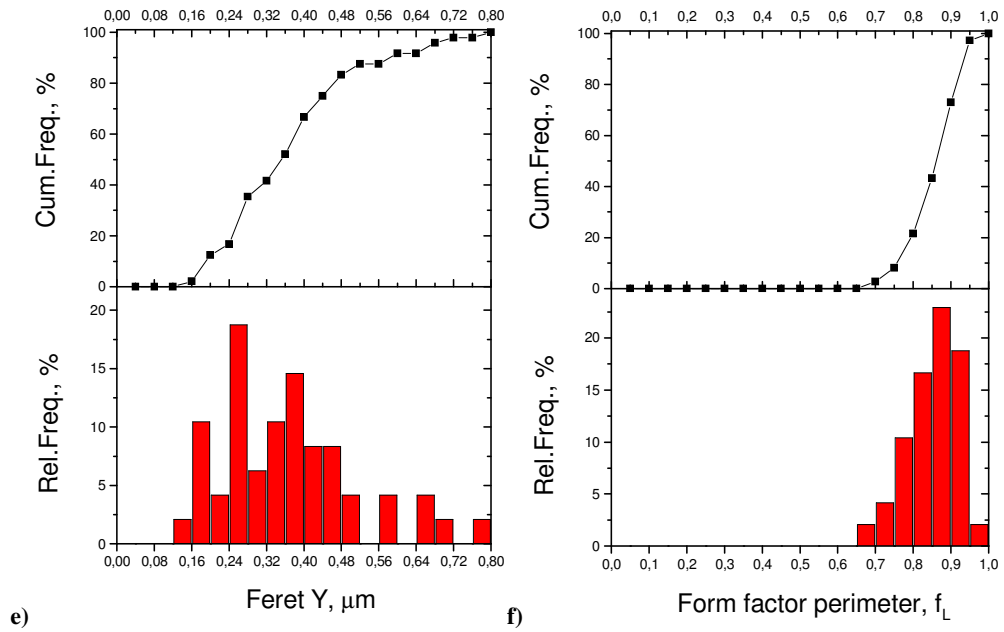 0,00 0,08 0,16 0,24 0,32 0,40 0,48 0,56 0,64 0,72 0,80
100
80
60
40
20
0
Cum.Freq., %
20
15
10
5
0
Rel.Freq., %
0,00 0,08 0,16 0,24 0,32 0,40 0,48 0,56 0,64 0,72 0,80
Feret Y, μm
e)
0,0 0,1 0,2 0,3 0,4 0,5 0,6 0,7 0,8 0,9 1,0
100
80
60
40
20
0
Cum.Freq., %
20
15
10
5
0
Rel.Freq., %
0,0 0,1 0,2 0,3 0,4 0,5 0,6 0,7 0,8 0,9 1,0
Form factor perimeter, fL
f)